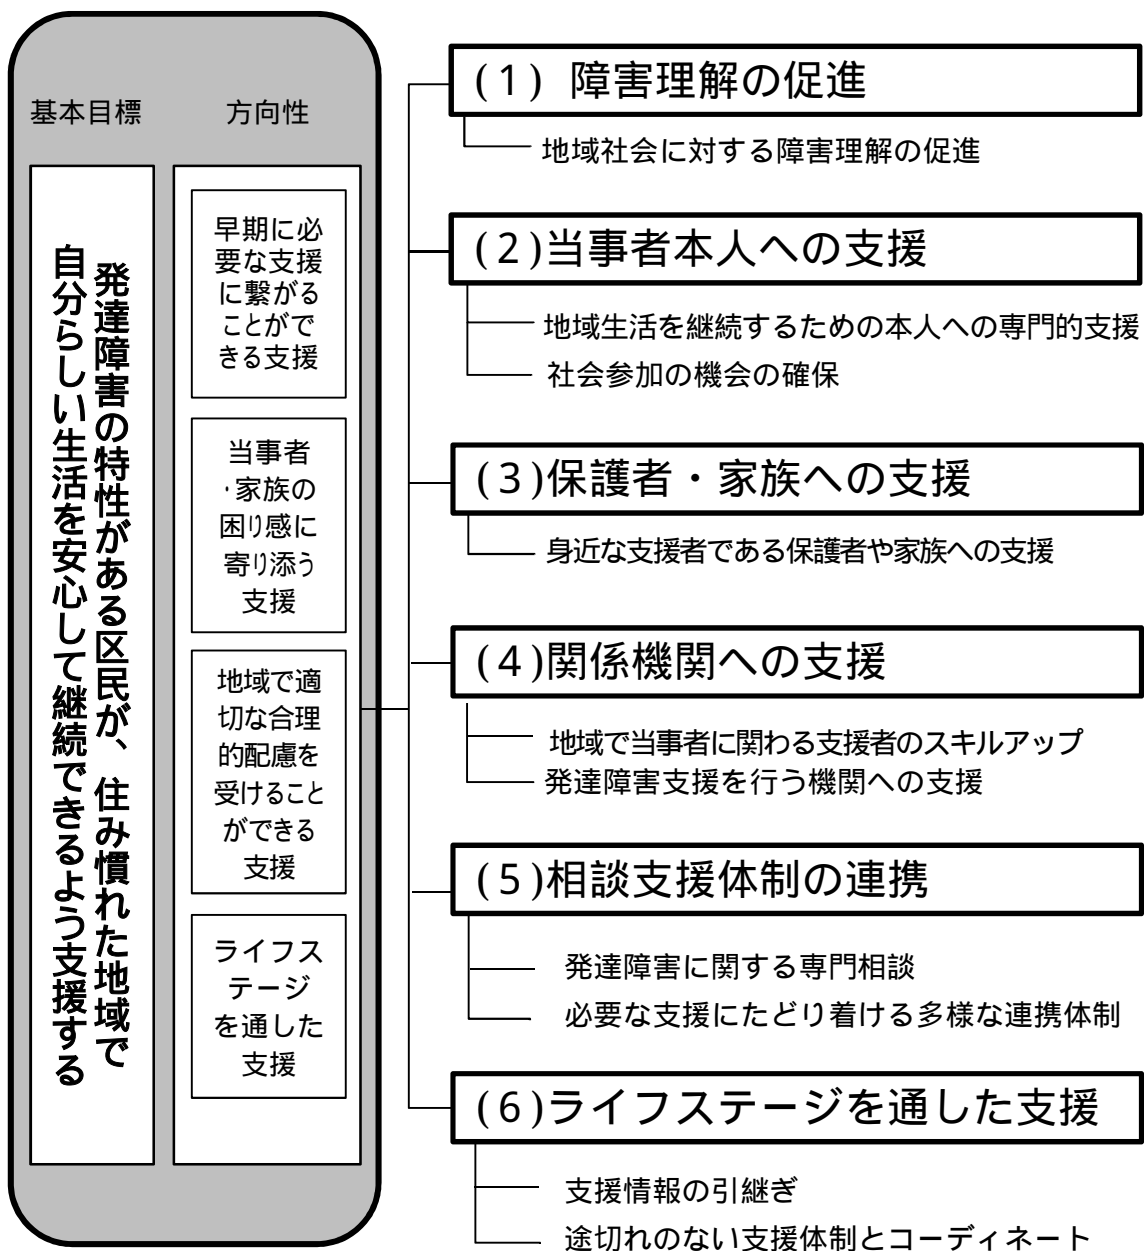 基本目標
方向性
発達障害の特性がある区民が、住み慣れた地域で
自分らしい生活を安心して継続できるよう支援する
早期に必
要な支援
に繋がる
ことがで
きる支援
当事者
・家族の
困り感に
寄り添う
支援
地域で適
切な合理
的配慮を
受けること
ができる
支援
ライフス
テージ
を通した
支援
(1) 障害理解の促進
地域社会に対する障害理解の促進
(2)当事者本人への支援
地域生活を継続するための本人への専門的支援
社会参加の機会の確保
(3)保護者・家族への支援
身近な支援者である保護者や家族への支援
(4)関係機関への支援
地域で当事者に関わる支援者のスキルアップ
発達障害支援を行う機関への支援
(5)相談支援体制の連携
発達障害に関する専門相談
必要な支援にたどり着ける多様な連携体制
(6)ライフステージを通した支援
支援情報の引継ぎ
途切れのない支援体制とコーディネート